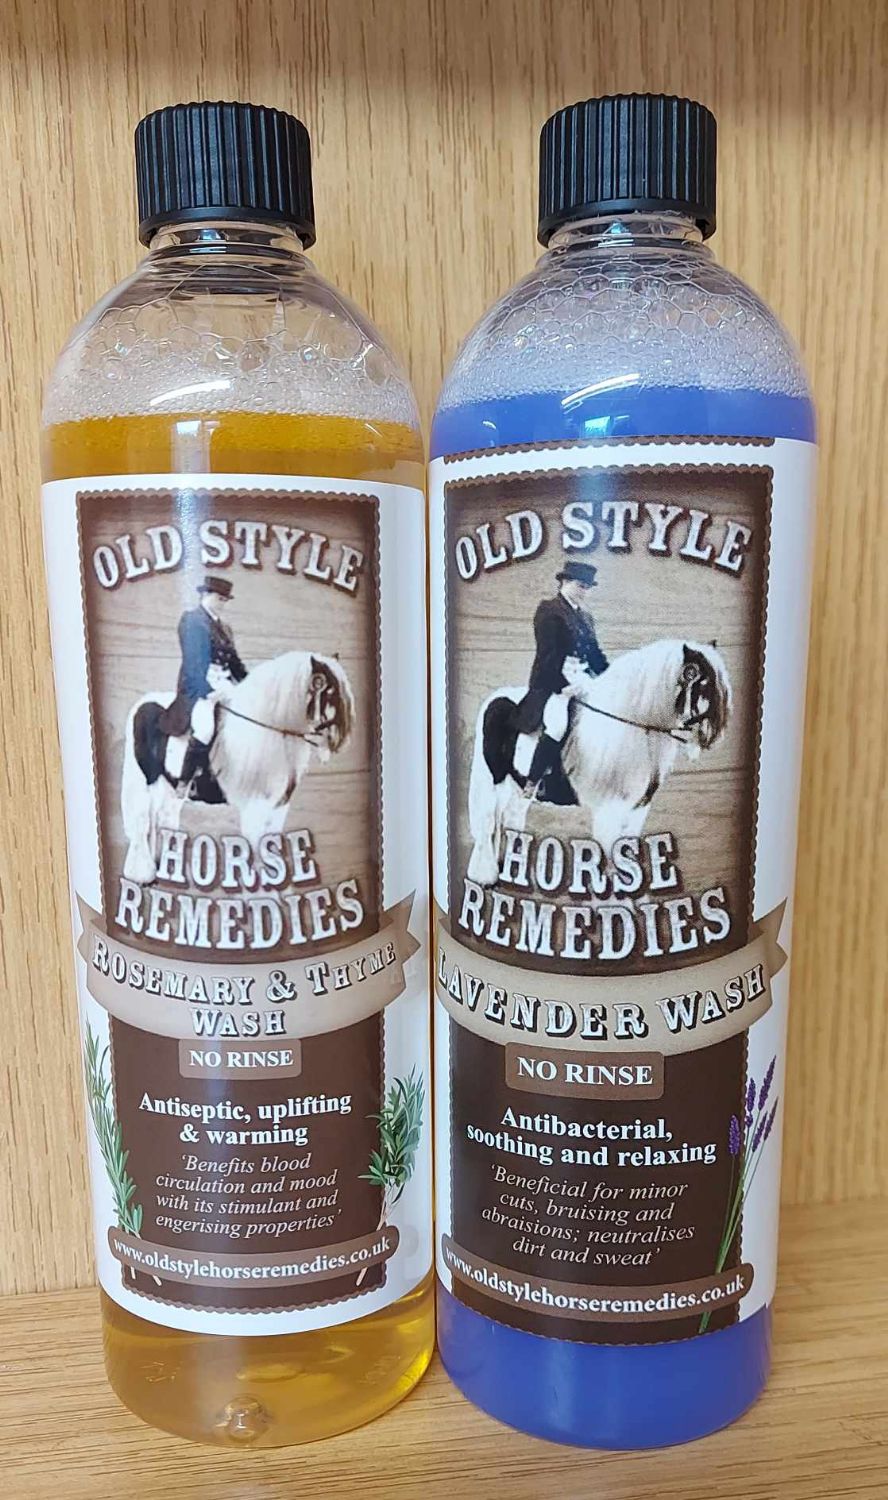 OLD STYLE
HORSE
REMEDIES
ROSEMARY & THYME
WASH
NO RINSE
Antiseptic, uplifting
& warming
'Benefits blood
circulation and mood
with its stimulant and
engerising properties'
www.oldstylehorseremedies.co.uk
OLD STYLE
HORSE
REMEDIES
LAVENDER WASH
NO RINSE
Antibacterial,
soothing and relaxing
'Beneficial for minor
cuts, bruising and
abraisions; neutralises
dirt and sweat'
www.oldstylehorseremedies.co.uk